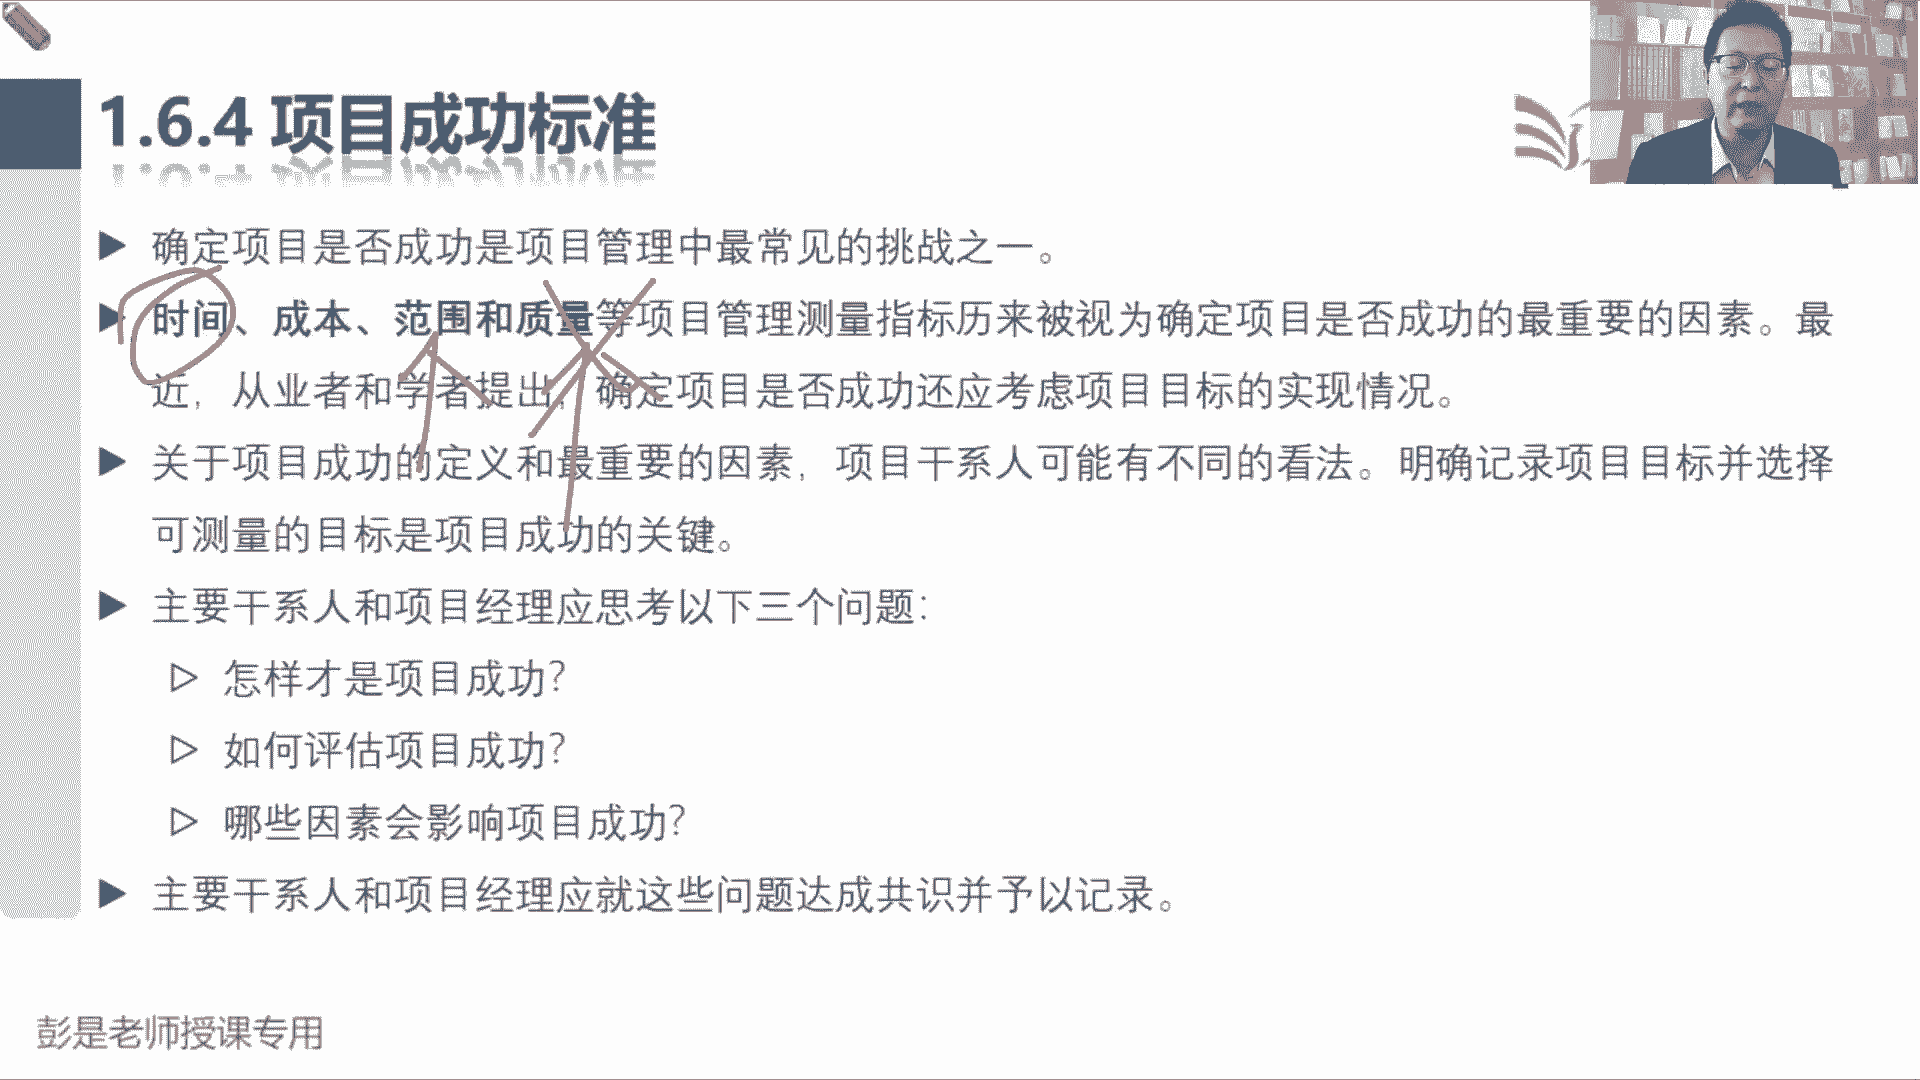 1.6.4 项目成功标准
确定项目是否成功是项目管理中最常见的挑战之一。
时间、成本、范围和质量等项目管理测量指标历来被视为确定项目是否成功的最重要的因素。最
近，从业者和学者提出，确定项目是否成功还应考虑项目目标的实现情况。
关于项目成功的定义和最重要的因素，项目干系人可能有不同的看法。明确记录项目目标并选择
可测量的目标是项目成功的关键。
主要干系人和项目经理应思考以下三个问题：
怎样才是项目成功？
如何评估项目成功？
哪些因素会影响项目成功？
主要干系人和项目经理应就这些问题达成共识并予以记录。
彭是老师授课专用